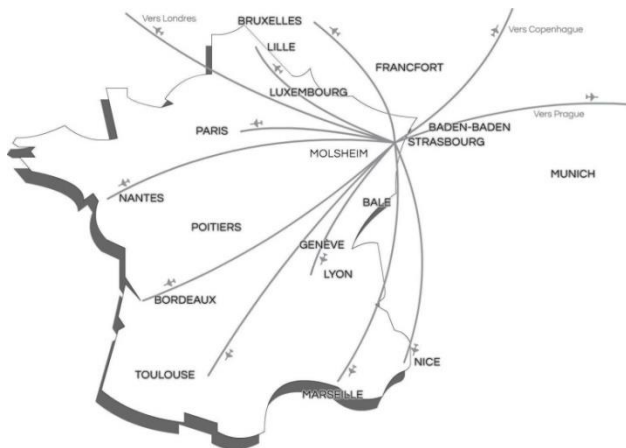 Vers Londres
BRUXELLES
Vers Copenhague
LILLE
FRANCFORT
LUXEMBOURG
Vers Prague
PARIS
BADEN-BADEN
STRASBOURG
MOLSHEIM
MUNICH
NANTES
BALE
POITIERS
GENÈVE
LYON
BORDEAUX
TOULOUSE
NICE
MARSEILLE